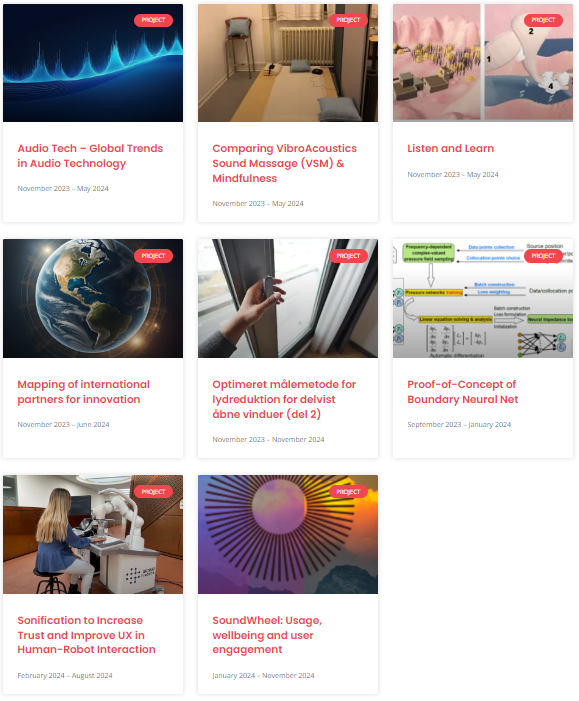 PROJECT
Audio Tech – Global Trends
in Audio Technology
November 2023 – May 2024
PROJECT
Comparing VibroAcoustics
Sound Massage (VSM) &
Mindfulness
November 2023 – May 2024
PROJECT
1
2
4
Listen and Learn
November 2023 – May 2024
PROJECT
Mapping of international
partners for innovation
November 2023 – June 2024
PROJECT
Optimeret målemetode for
lydreduktion for delvist
åbne vinduer (del 2)
November 2023 – November 2024
PROJECT
Frequency-dependent
complex-valued
pressure field sampling
Data points collection
Collocation points choice
Source position
Pressure networks training
Batch construction
Loss weighting
Data/collocation po
Batch construction
Loss formulation
Initialization
Linear equation solving & analysis
Neural impedance
Automatic differentiation
Proof-of-Concept of
Boundary Neural Net
September 2023 – January 2024
PROJECT
Sonification to Increase
Trust and Improve UX in
Human-Robot Interaction
February 2024 – August 2024
PROJECT
SoundWheel: Usage,
wellbeing and user
engagement
January 2024 – November 2024